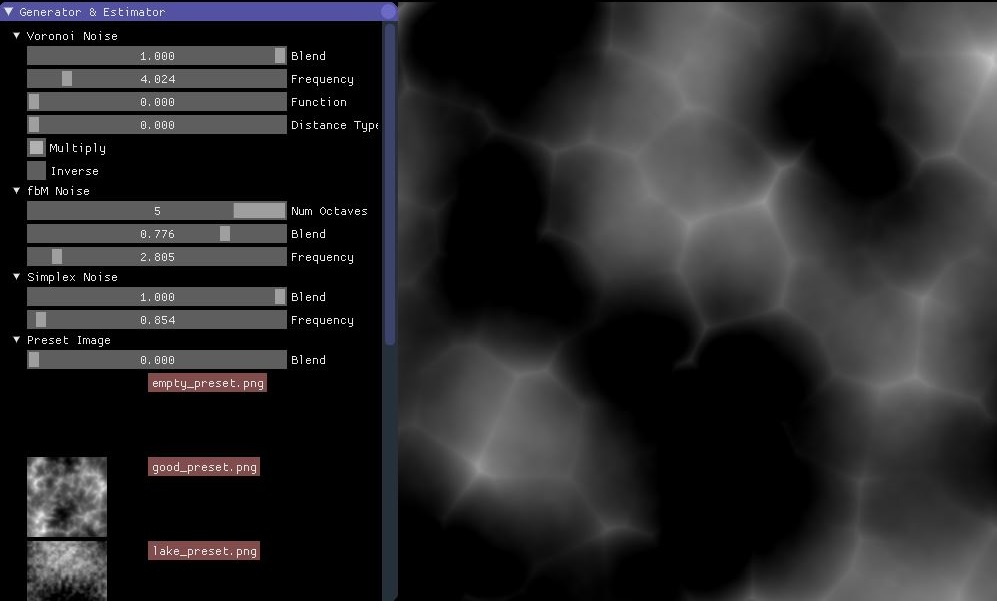 Generator & Estimator
Voronoi Noise
1.000 Blend
4.024 Frequency
0.000 Function
0.000 Distance Type
Multiply
Inverse
fbM Noise
5 Num Octaves
0.776 Blend
2.805 Frequency
Simplex Noise
1.000 Blend
0.854 Frequency
Preset Image
0.000 Blend
empty_preset.png
good_preset.png
lake_preset.png